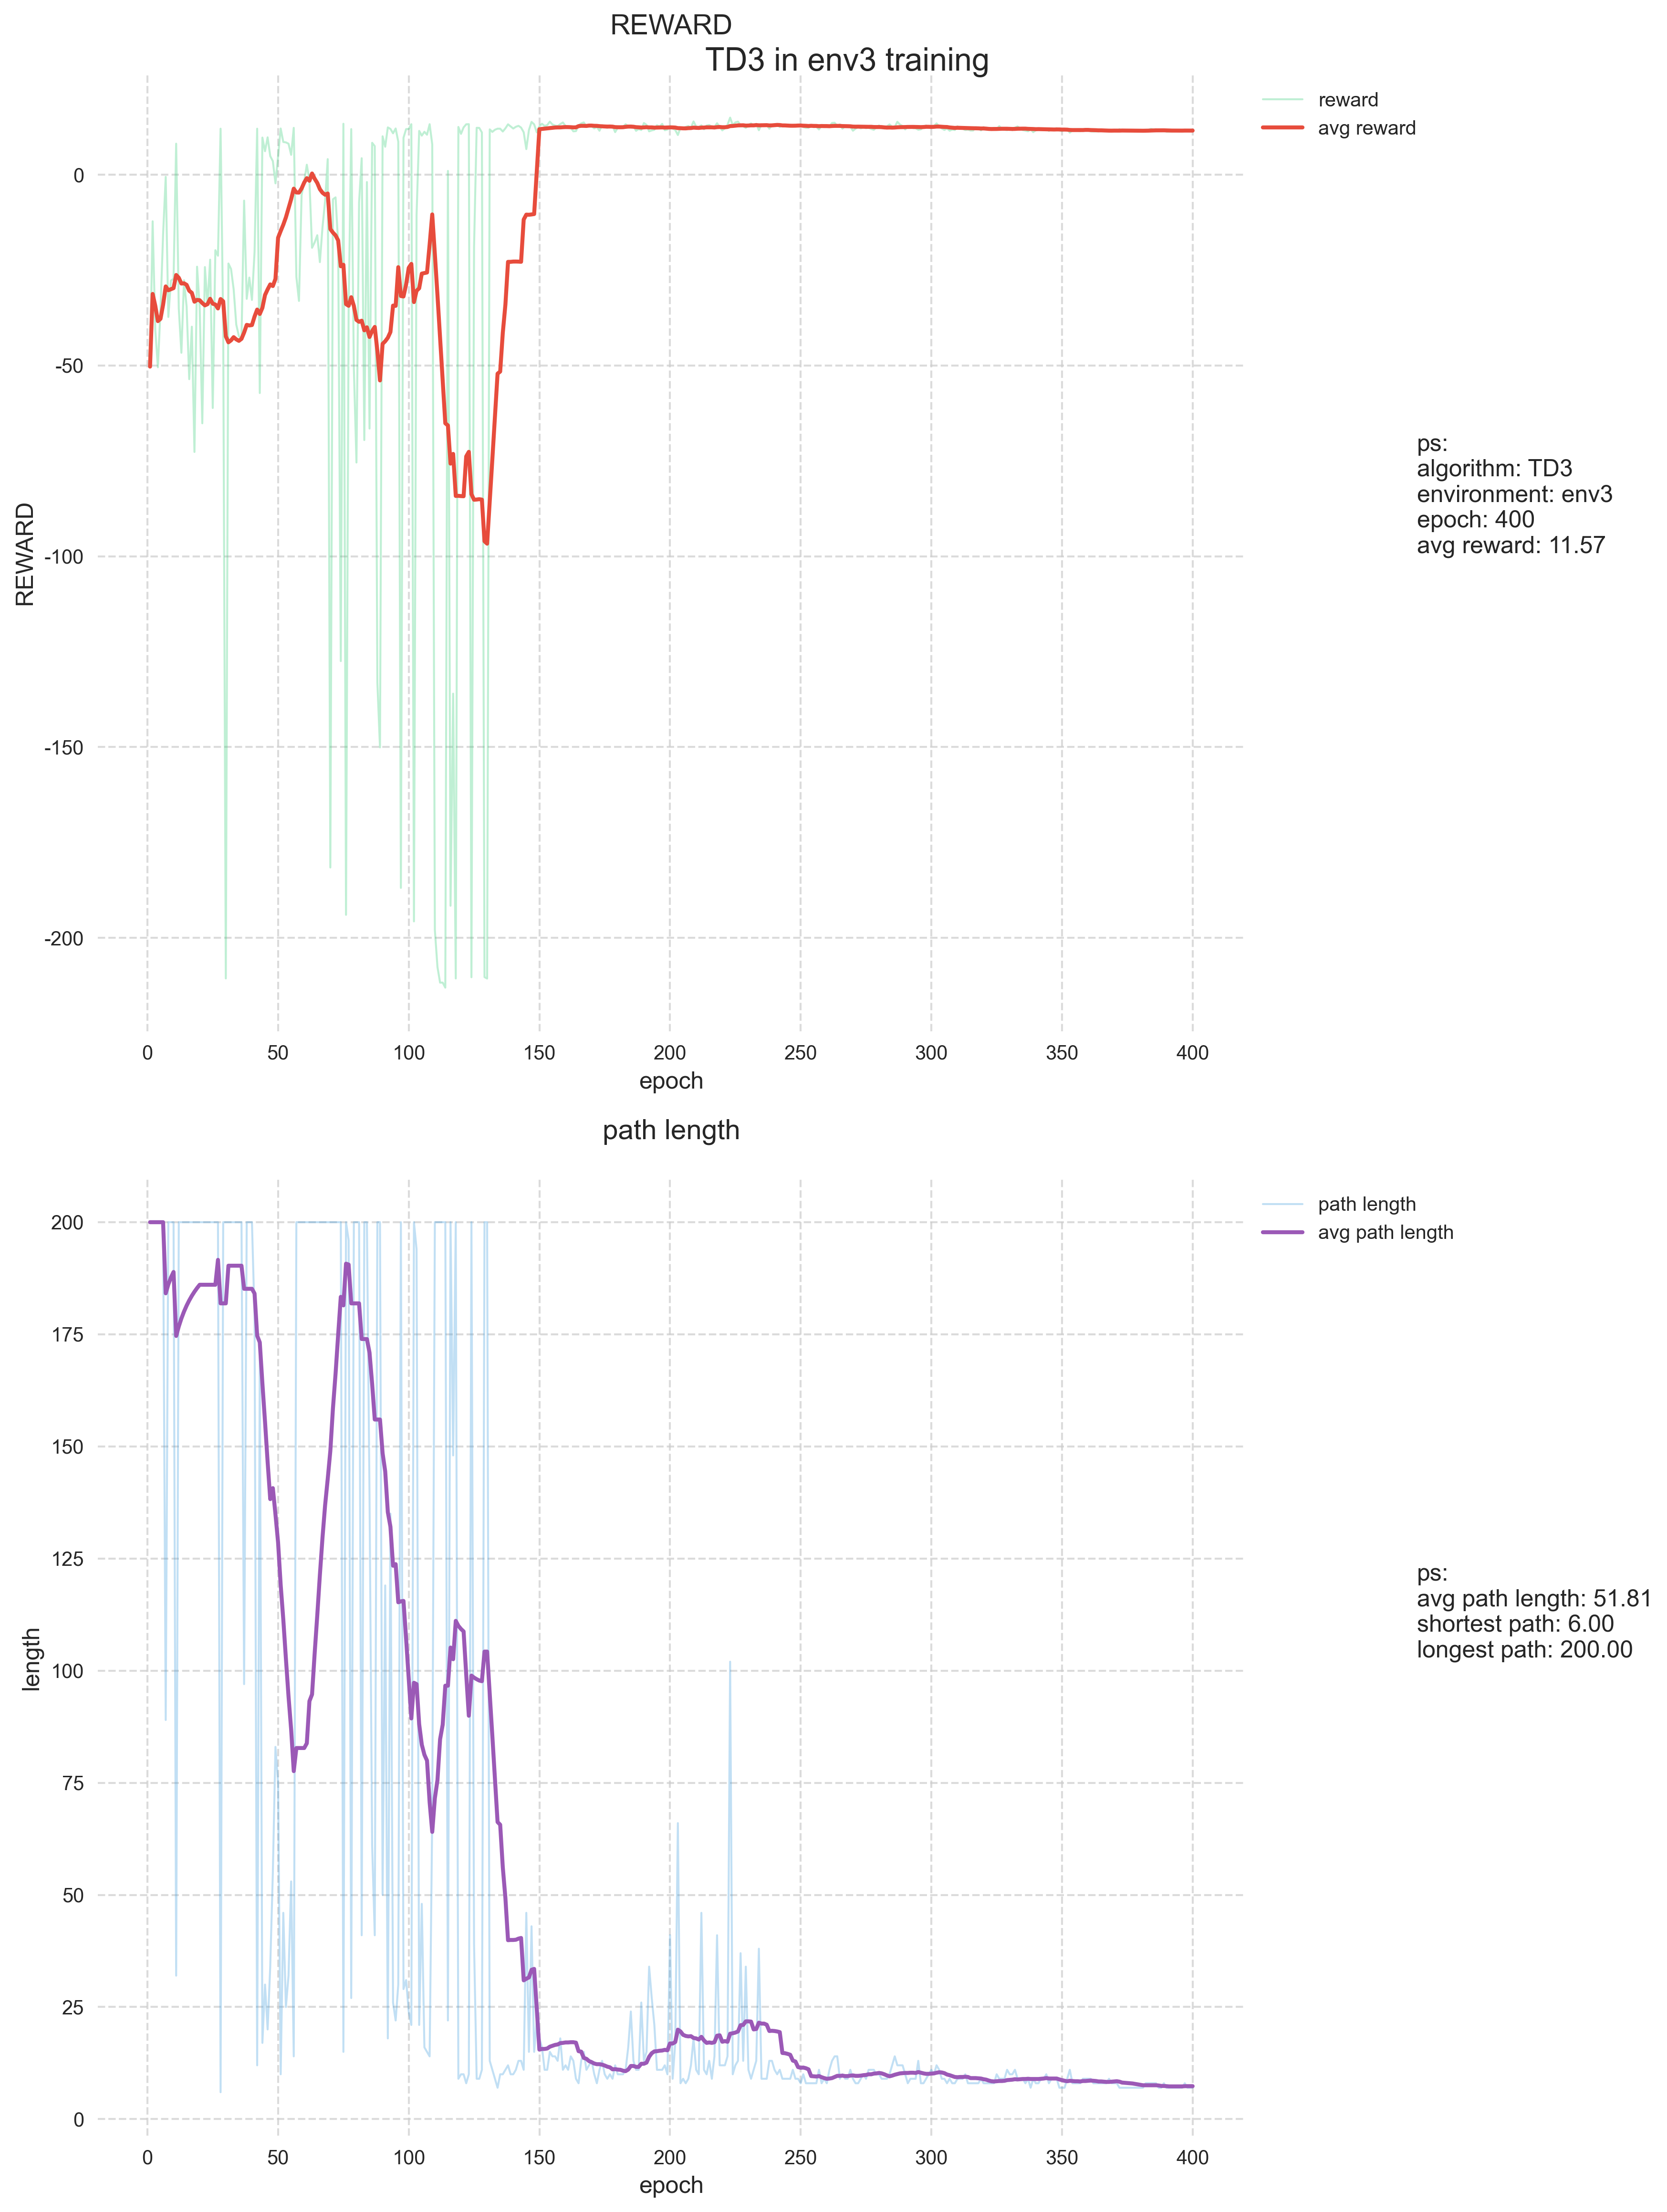 REWARD
TD3 in env3 training
reward
avg reward
0
-50
-100
-150
-200
REWARD
ps:
algorithm: TD3
environment: env3
epoch: 400
avg reward: 11.57
0 50 100 150 200 250 300 350 400
epoch
path length
path length
avg path length
200
175
150
125
100
75
50
25
0
length
ps:
avg path length: 51.81
shortest path: 6.00
longest path: 200.00
0 50 100 150 200 250 300 350 400
epoch